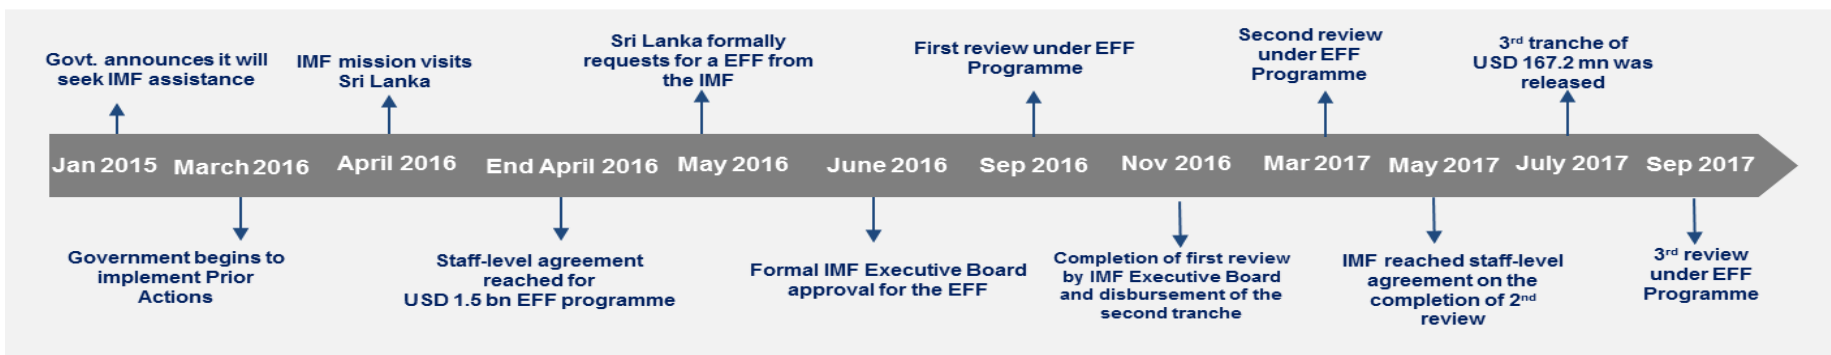 Govt. announces it will
seek IMF assistance
IMF mission visits
Sri Lanka
Sri Lanka formally
requests for a EFF from
the IMF
First review under EFF
Programme
Second review
under EFF
Programme
3rd tranche of
USD 167.2 mn was
released
Jan 2015 March 2016 April 2016 End April 2016 May 2016 June 2016 Sep 2016 Nov 2016 Mar 2017 May 2017 July 2017 Sep 2017
Government begins to
implement Prior
Actions
Staff-level agreement
reached for
USD 1.5 bn EFF programme
Formal IMF Executive Board
approval for the EFF
Completion of first review
by IMF Executive Board
and disbursement of the
second tranche
IMF reached staff-level
agreement on the
completion of 2nd
review
3rd review
under EFF
Programme